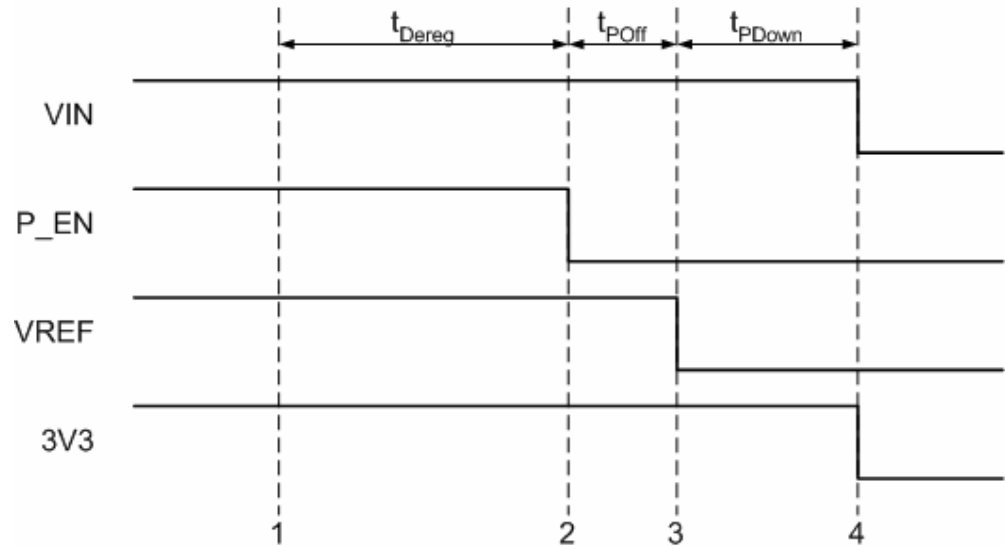 tDereg tPOff tPDown
VIN
P_EN
VREF
3V3
1 2 3 4